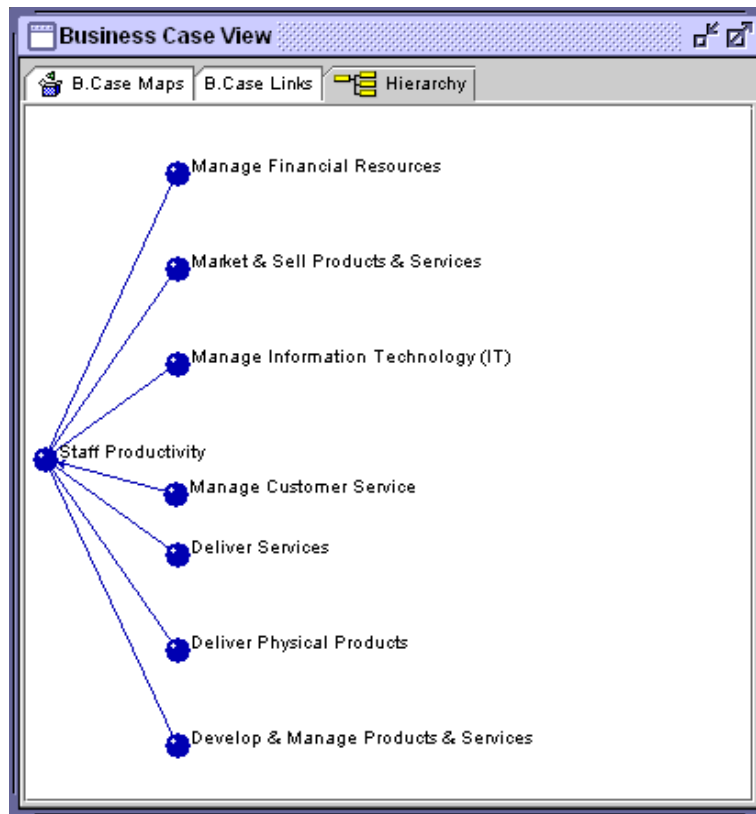 Business Case View
B.Case Maps
B.Case Links
Hierarchy
Manage Financial Resources
Market & Sell Products & Services
Manage Information Technology (IT)
Staff Productivity
Manage Customer Service
Deliver Services
Deliver Physical Products
Develop & Manage Products & Services